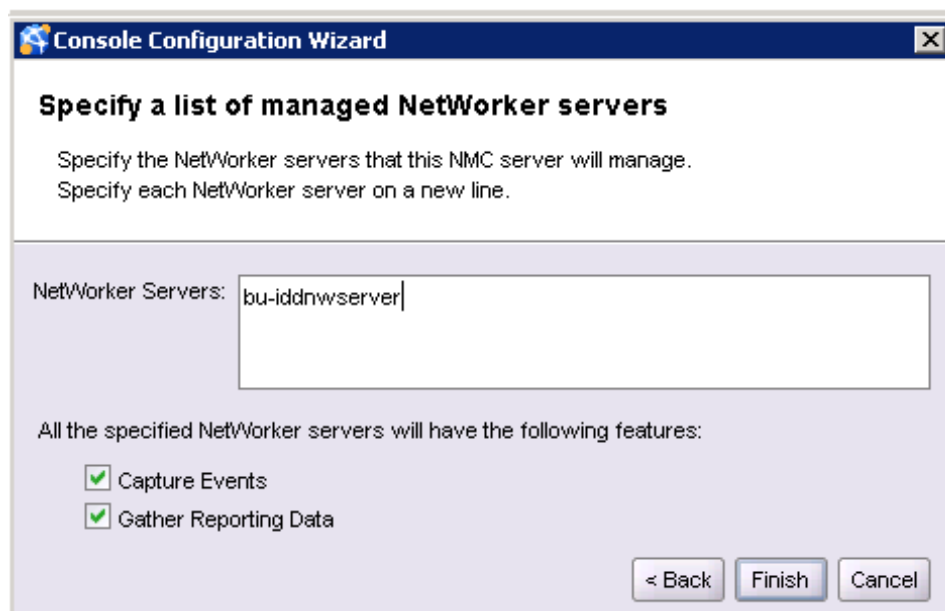 Console Configuration Wizard
Specify a list of managed NetWorker servers
Specify the NetWorker servers that this NMC server will manage.
Specify each NetWorker server on a new line.
NetWorker Servers: bu-iddnwserver
All the specified NetWorker servers will have the following features:
Capture Events
Gather Reporting Data
< Back Finish Cancel